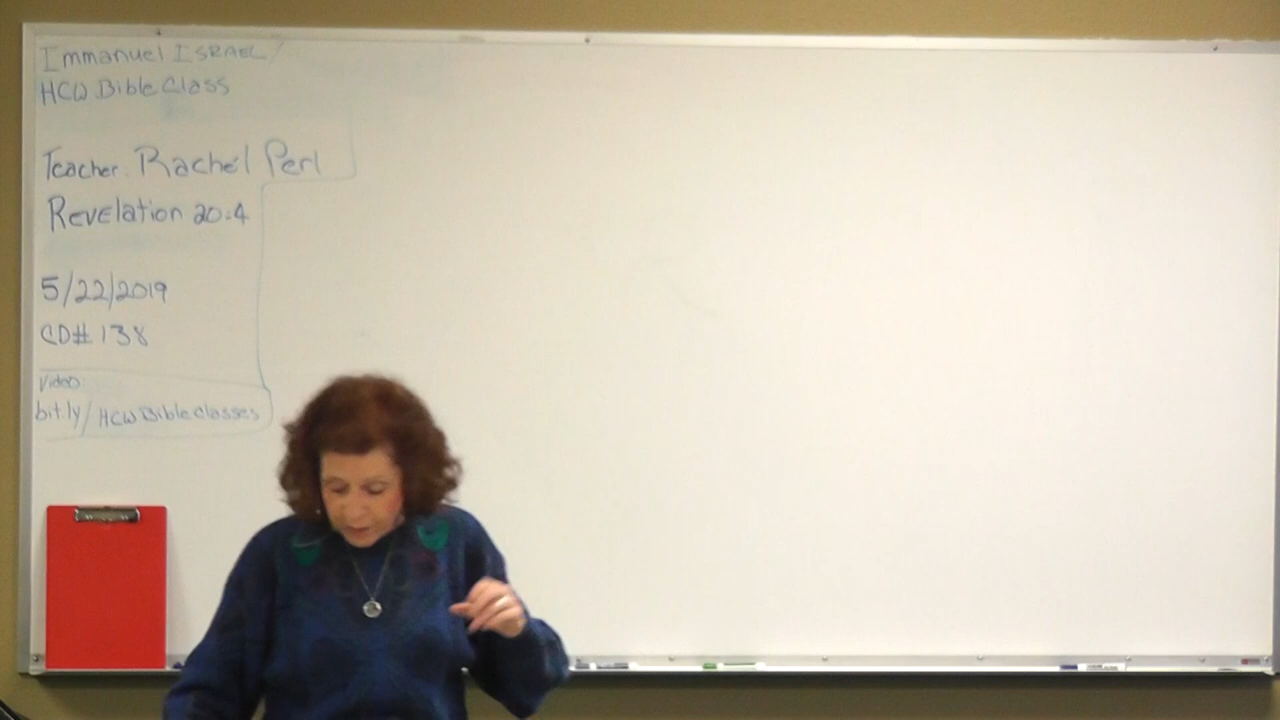 Immanuel ISRAEL/
HCW Bible Class
Teacher: Rachel Perl
Revelation 20:4
5/22/2019
CD# 138
Video:
bit.ly/HCWBibleClasses